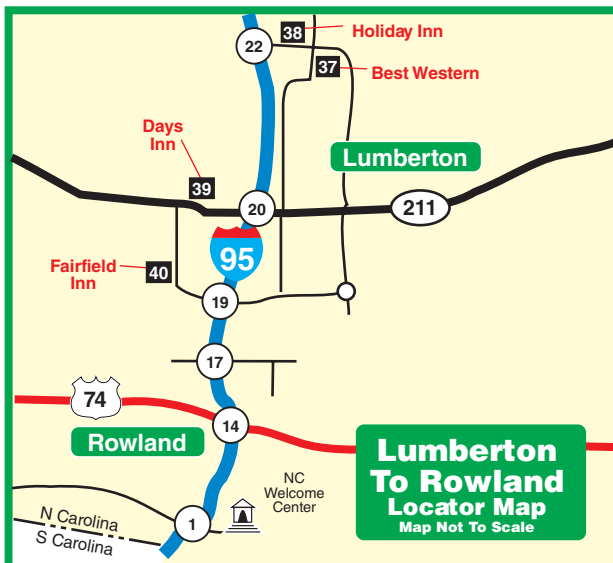 22
38
Holiday Inn
37
Best Western
Days
Inn
39
Lumberton
20
211
95
Fairfield
Inn
40
19
17
74
14
Rowland
Lumberton
To Rowland
Locator Map
Map Not To Scale
NC
Welcome
Center
N Carolina
S Carolina
1